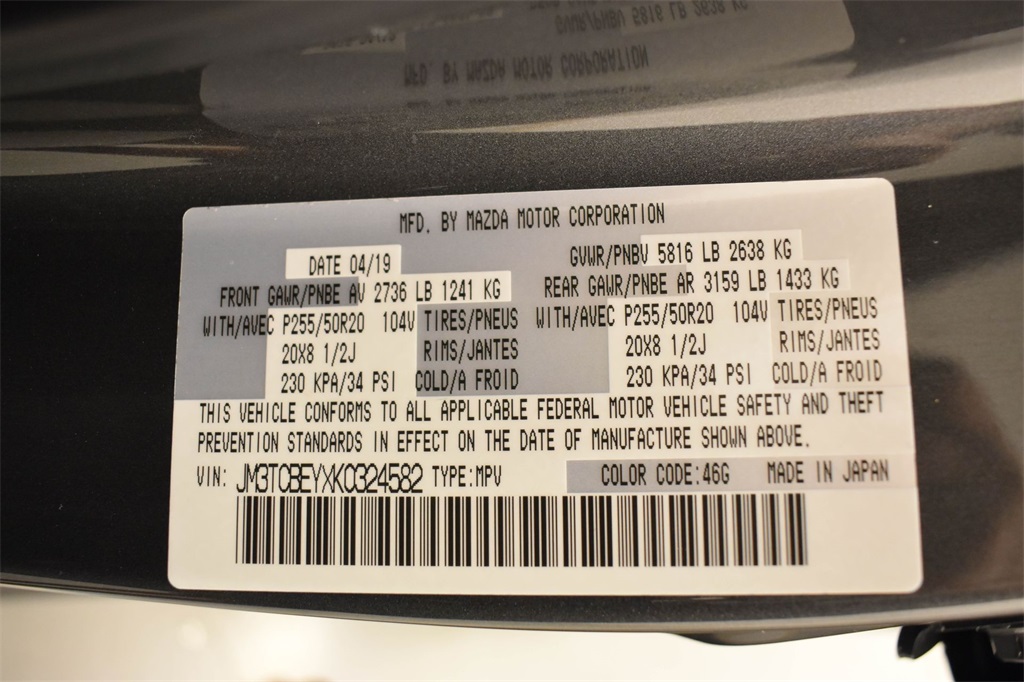 MFD. BY MAZDA MOTOR CORPORATION
DATE 04/19 GVWR/PNBV 5816 LB 2638 KG
FRONT GAWR/PNBE AV 2736 LB 1241 KG REAR GAWR/PNBE AR 3159 LB 1433 KG
WITH/AVEC P255/50R20 104V TIRES/PNEUS WITH/AVEC P255/50R20 104V TIRES/PNEUS
20X8 1/2J RIMS/JANTES 20X8 1/2J RIMS/JANTES
230 KPA/34 PSI COLD/A FROID 230 KPA/34 PSI COLD/A FROID
THIS VEHICLE CONFORMS TO ALL APPLICABLE FEDERAL MOTOR VEHICLE SAFETY AND THEFT
PREVENTION STANDARDS IN EFFECT ON THE DATE OF MANUFACTURE SHOWN ABOVE.
VIN: JM3TCBEYXK0324582 TYPE:MPV COLOR CODE:46G MADE IN JAPAN